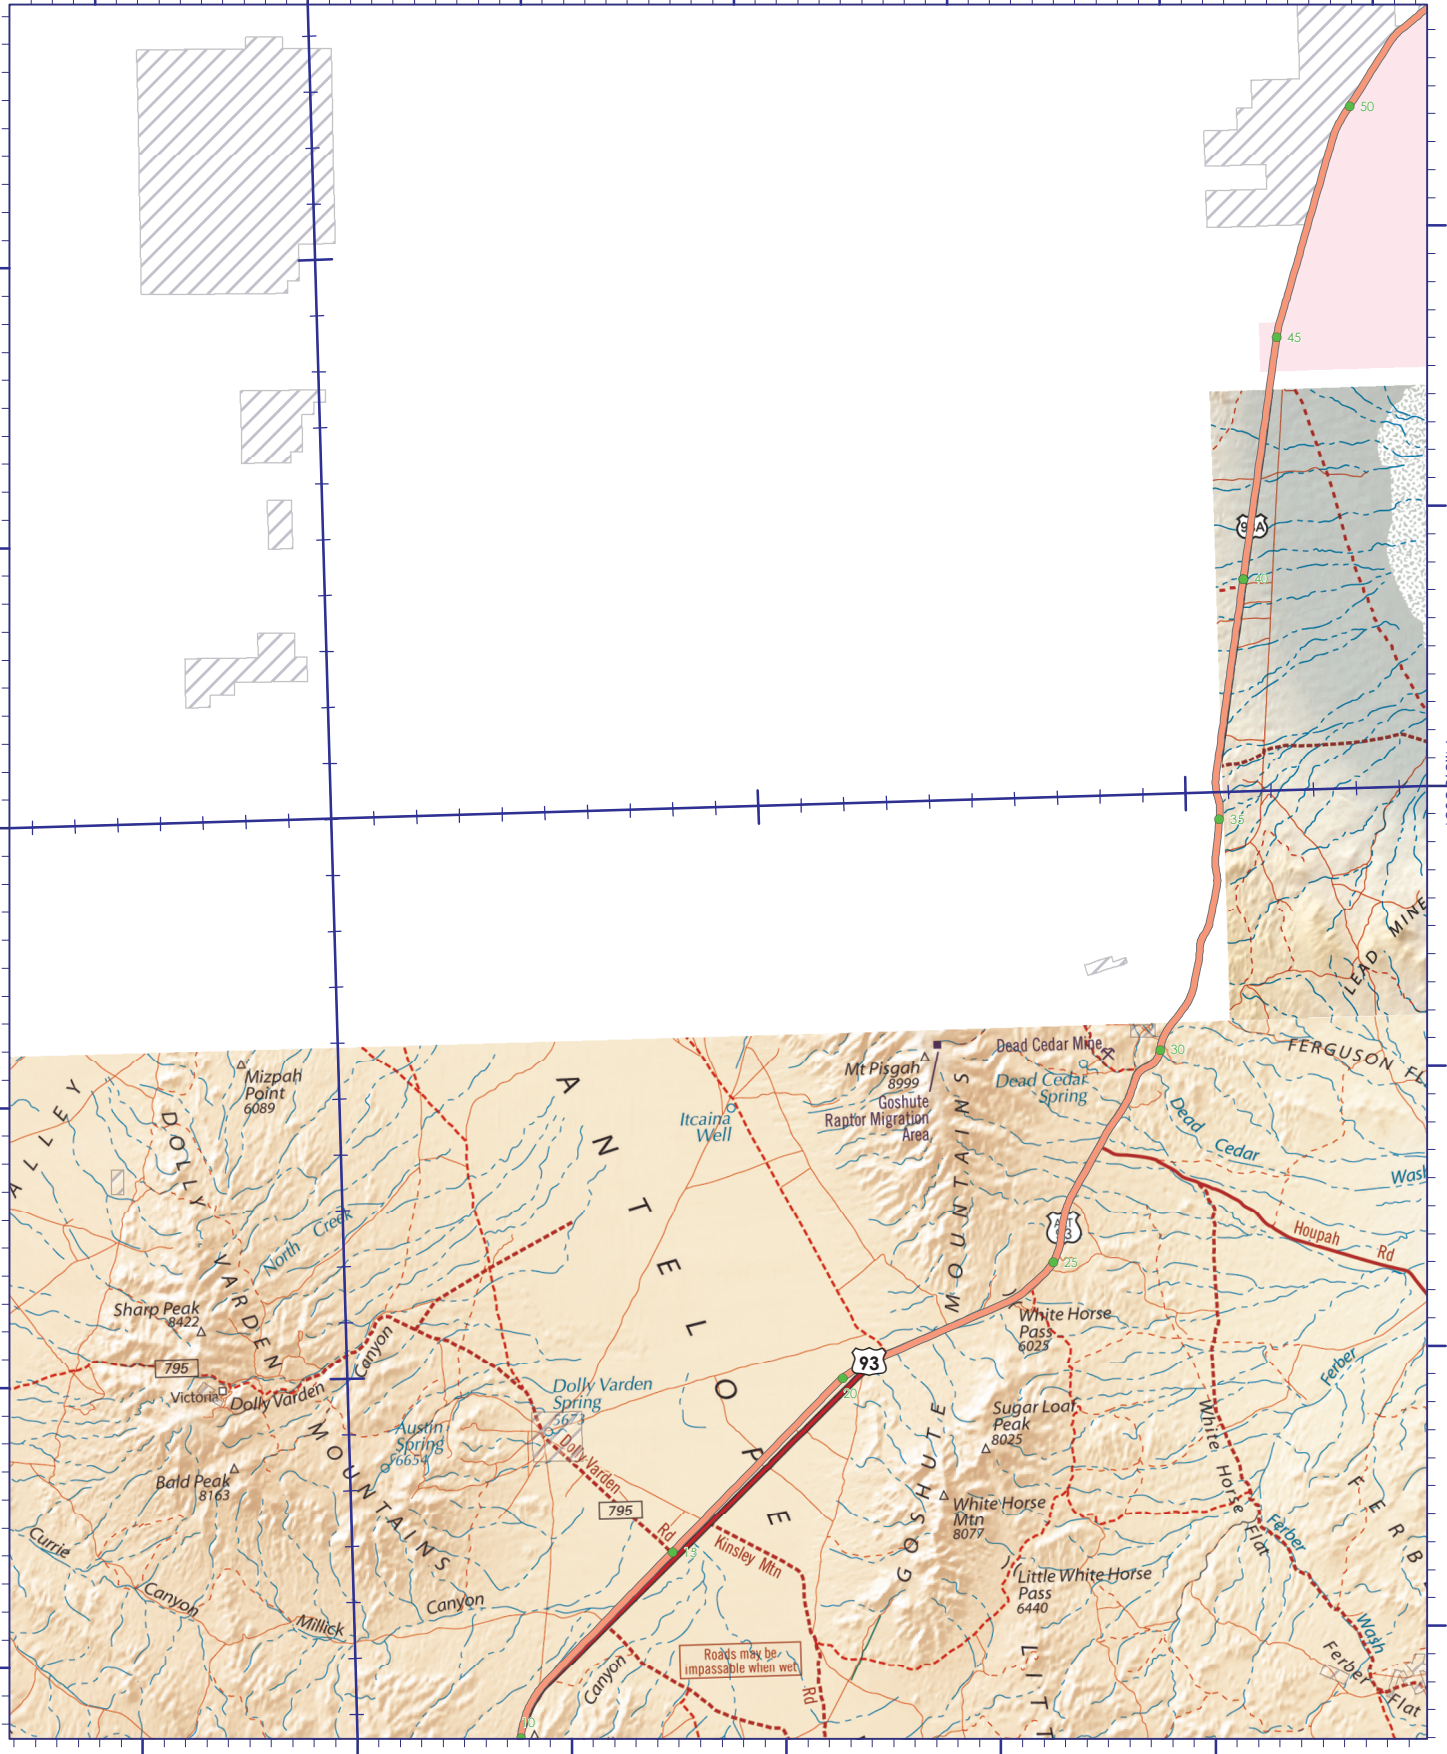 50
45
93A
40
35
LEAD MINE
30
FERGUSON FL
Dead Cedar Mine
Mt Pisgah
8999
Goshute
Raptor Migration
Area
Dead Cedar
Spring
Mizpah
Point
6089
ALLEY
DOLLY VARDEN MOUNTAINS
ANTELOPE
Itcaina
Well
Dead Cedar Wash
North Creek
GOSHUTE MOUNTAINS
ALT
93
25
Houpah Rd
Sharp Peak
8422
White Horse
Pass
6025
795
Victoria
Dolly Varden Canyon
93
20
Dolly Varden
Spring
5673
Austin
Spring
6654
Sugar Loaf
Peak
8025
Ferber
White Horse Flat
Bald Peak
8163
Dolly Varden Rd
795
White Horse
Mtn
8077
FERB
Ferber Wash
15
Kinsley Mtn Rd
Currie Canyon
Millick Canyon
Little White Horse
Pass
6440
Roads may be
impassable when wet
Canyon
LITT
Ferber Flat
10